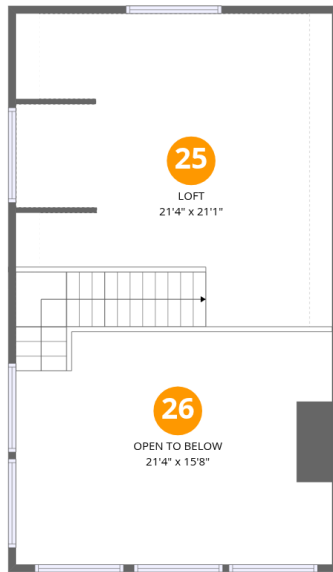 25
LOFT
21'4" x 21'1"
26
OPEN TO BELOW
21'4" x 15'8"